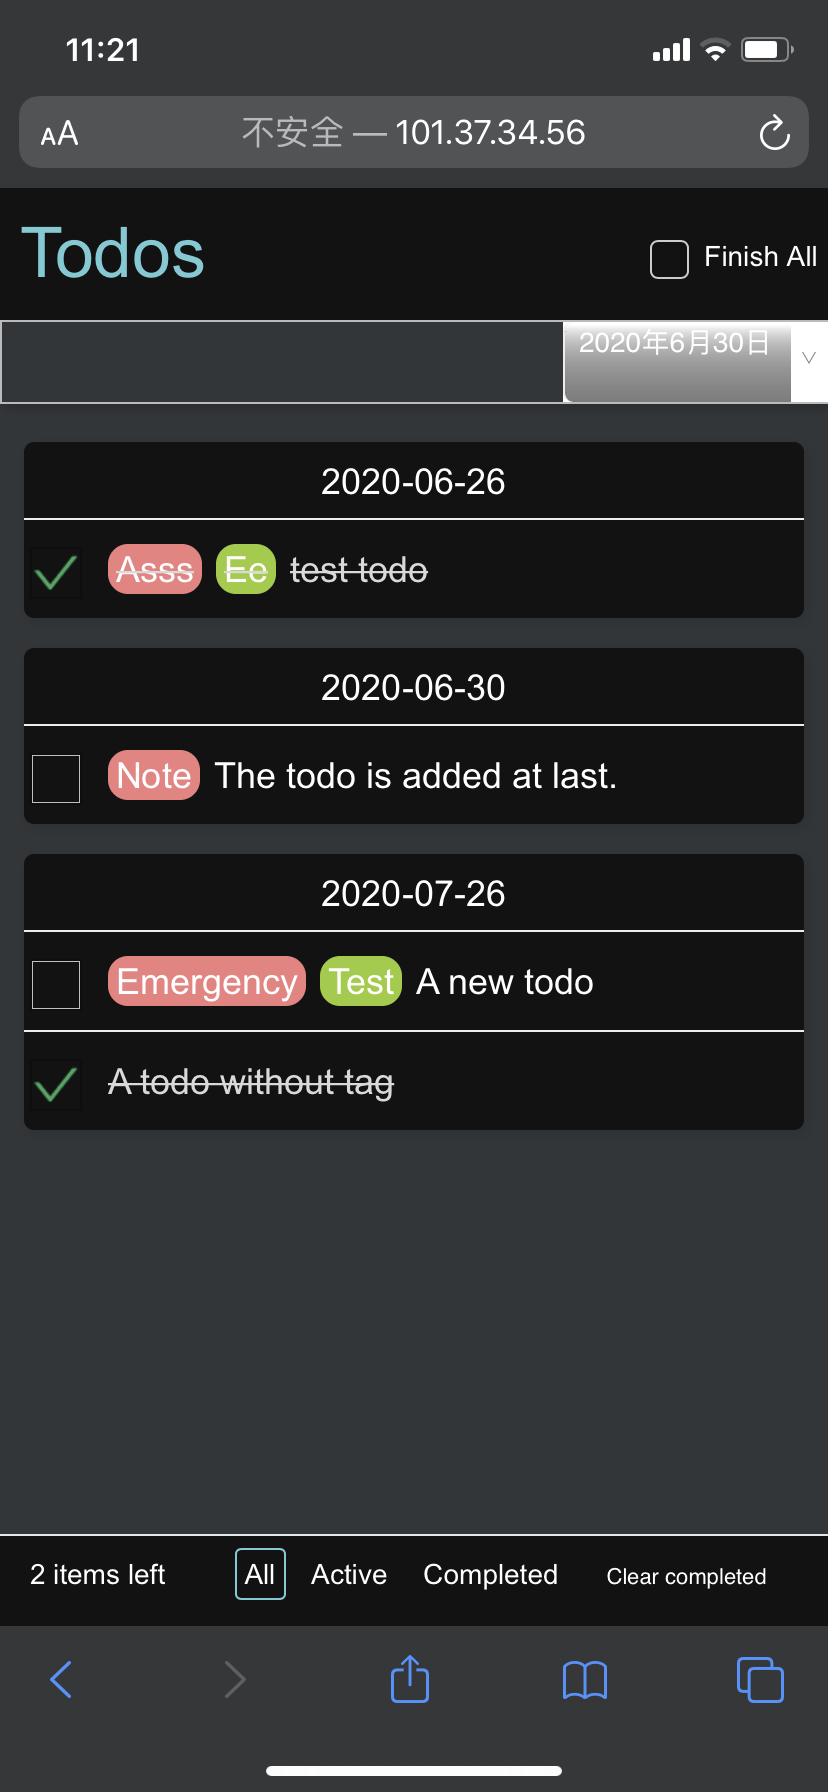 11:21
AA 不安全 — 101.37.34.56
Todos
Finish All
2020年6月30日
2020-06-26
Asss Ee test todo
2020-06-30
Note The todo is added at last.
2020-07-26
Emergency Test A new todo
A todo without tag
2 items left All Active Completed Clear completed